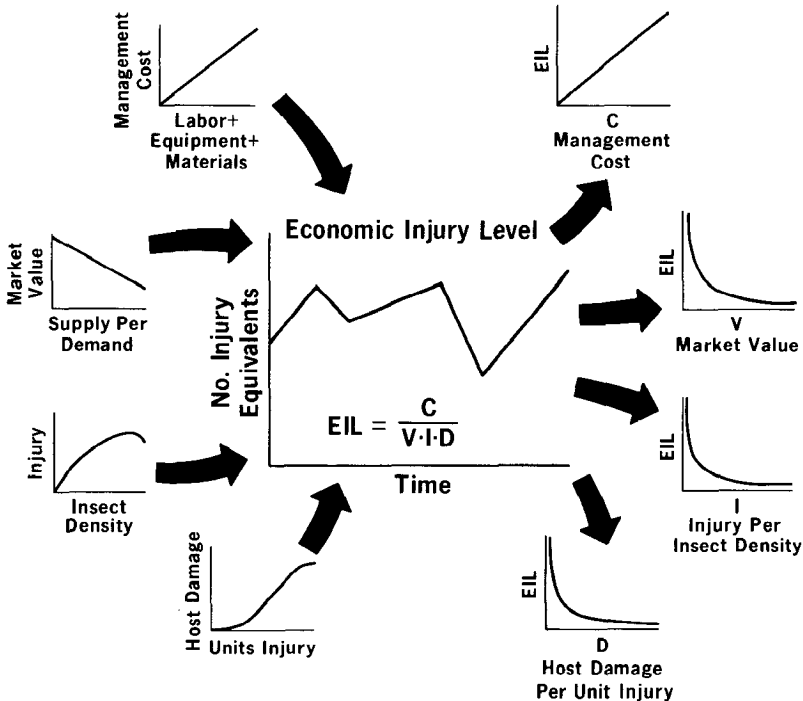 Management
Cost
Labor+
Equipment+
Materials
EIL
C
Management
Cost
Market
Value
Supply Per
Demand
Economic Injury Level
No. Injury
Equivalents
EIL = C
V·I·D
Time
EIL
V
Market Value
Injury
Insect
Density
EIL
I
Injury Per
Insect Density
Host Damage
Units Injury
EIL
D
Host Damage
Per Unit Injury